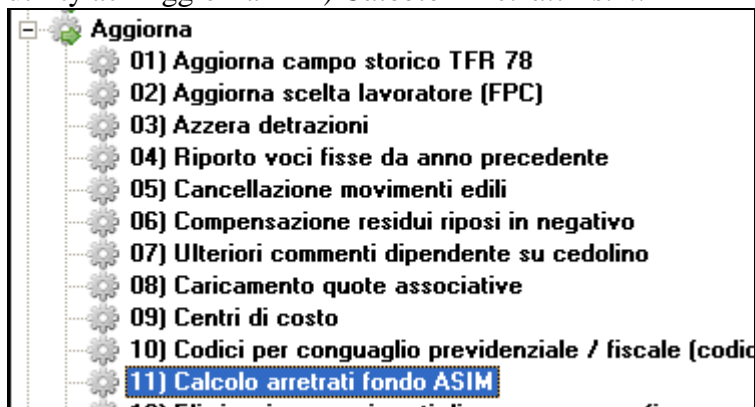 Aggiorna
01) Aggiorna campo storico TFR 78
02) Aggiorna scelta lavoratore (FPC)
03) Azzera detrazioni
04) Riporto voci fisse da anno precedente
05) Cancellazione movimenti edili
06) Compensazione residui riposi in negativo
07) Ulteriori commenti dipendente su cedolino
08) Caricamento quote associative
09) Centri di costo
10) Codici per conguaglio previdenziale / fiscale (codic
11) Calcolo arretrati fondo ASIM